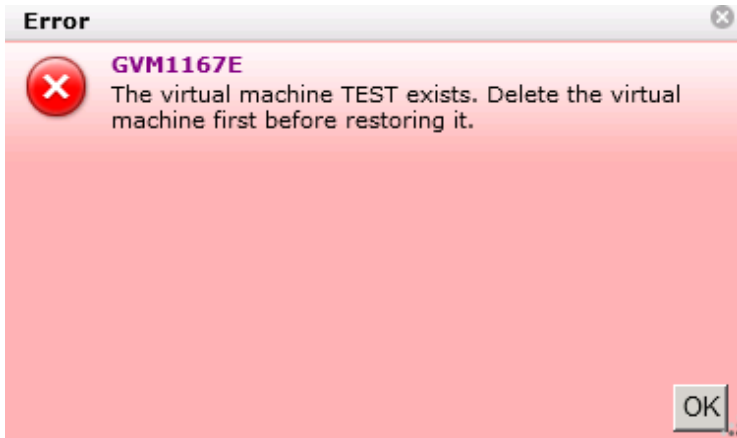 Error
GVM1167E
The virtual machine TEST exists. Delete the virtual
machine first before restoring it.
OK